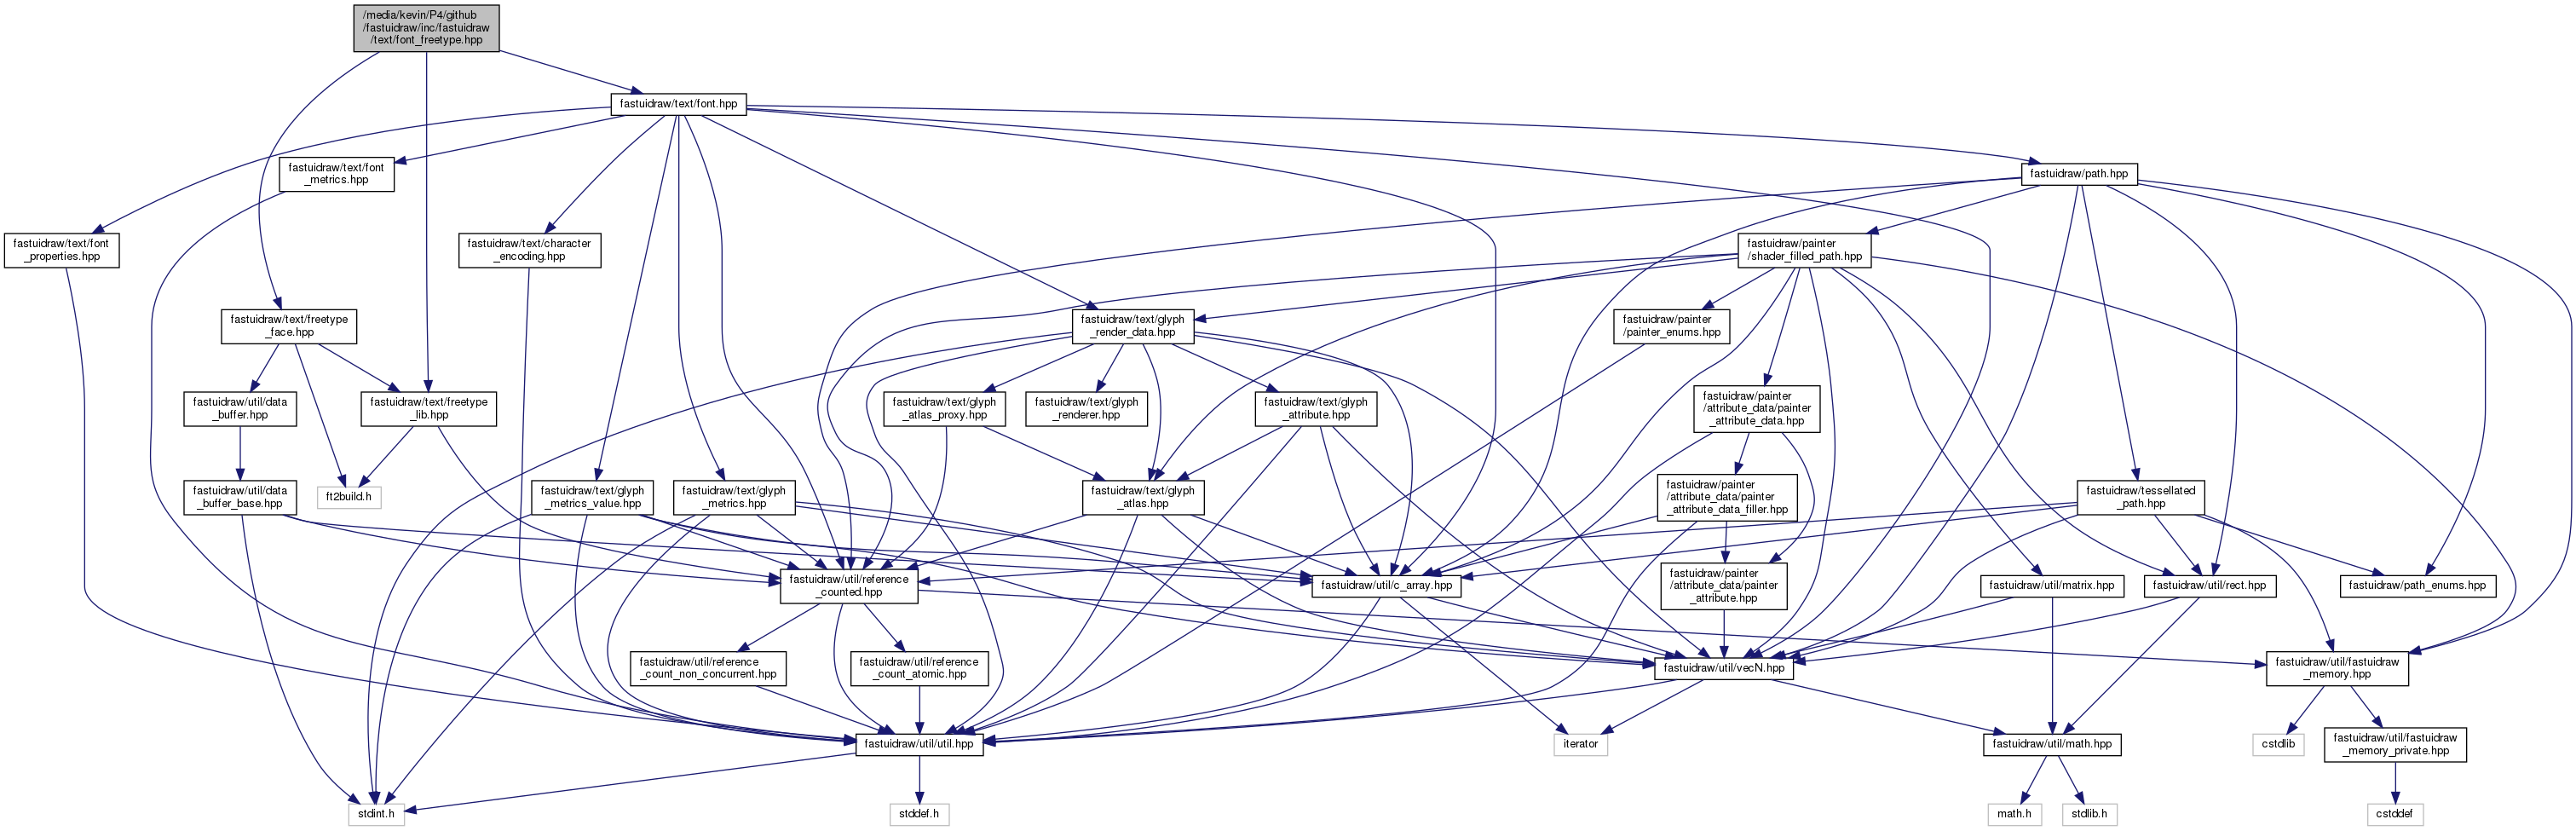 /media/kevin/P4/github
/fastuidraw/inc/fastuidraw
/text/font_freetype.hpp
fastuidraw/text/font.hpp
fastuidraw/text/font
_metrics.hpp
fastuidraw/path.hpp
fastuidraw/text/font
_properties.hpp
fastuidraw/text/character
_encoding.hpp
fastuidraw/painter
/shader_filled_path.hpp
fastuidraw/text/freetype
_face.hpp
fastuidraw/text/glyph
_render_data.hpp
fastuidraw/painter
/painter_enums.hpp
fastuidraw/util/data
_buffer.hpp
fastuidraw/text/freetype
_lib.hpp
fastuidraw/text/glyph
_atlas_proxy.hpp
fastuidraw/text/glyph
_renderer.hpp
fastuidraw/text/glyph
_attribute.hpp
fastuidraw/painter
/attribute_data/painter
_attribute_data.hpp
fastuidraw/util/data
_buffer_base.hpp
ft2build.h
fastuidraw/text/glyph
_metrics_value.hpp
fastuidraw/text/glyph
_metrics.hpp
fastuidraw/text/glyph
_atlas.hpp
fastuidraw/painter
/attribute_data/painter
_attribute_data_filler.hpp
fastuidraw/tessellated
_path.hpp
fastuidraw/util/reference
_counted.hpp
fastuidraw/util/c_array.hpp
fastuidraw/painter
/attribute_data/painter
_attribute.hpp
fastuidraw/util/matrix.hpp
fastuidraw/util/rect.hpp
fastuidraw/path_enums.hpp
fastuidraw/util/reference
_count_non_concurrent.hpp
fastuidraw/util/reference
_count_atomic.hpp
fastuidraw/util/vecN.hpp
fastuidraw/util/fastuidraw
_memory.hpp
fastuidraw/util/util.hpp
iterator
fastuidraw/util/math.hpp
cstdlib
fastuidraw/util/fastuidraw
_memory_private.hpp
stdint.h
stddef.h
math.h
stdlib.h
cstddef